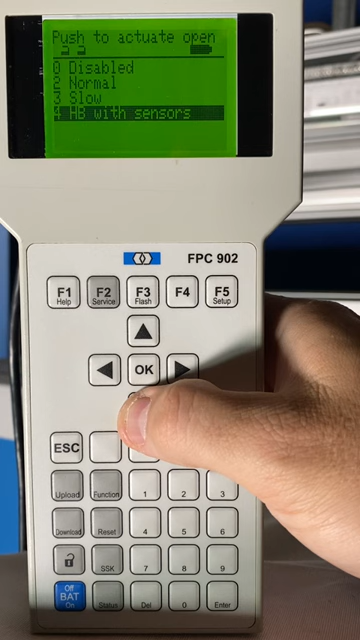 Push to actuate open
22
0 Disabled
2 Normal
3 Slow
4 HB with sensors
FPC 902
F1 F2 F3 F4 F5
Help Service Flash Setup
OK
ESC
Upload Function 1 2 3
Download Reset 4 5 6
SSK 7 8 9
Off
BAT
On
Status Del 0 Enter